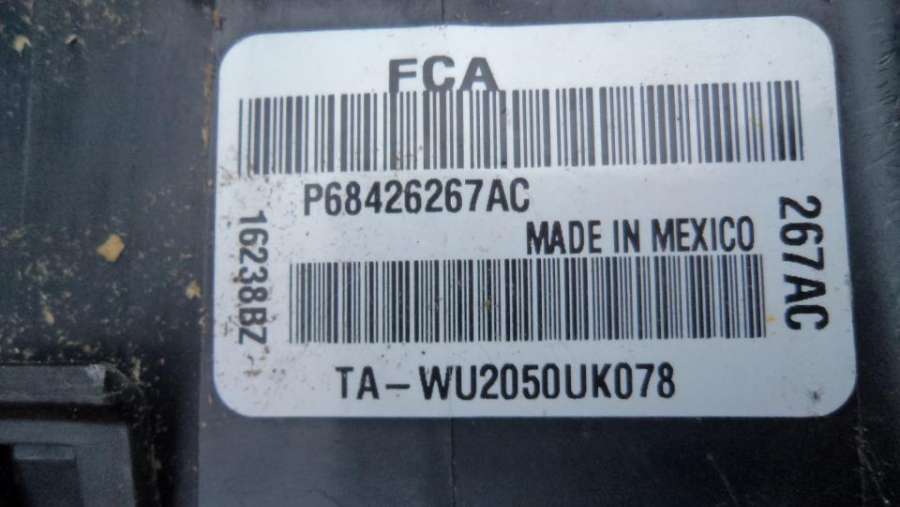 FCA
P68426267AC
MADE IN MEXICO
16238BZ
267AC
TA-WU2050UK078